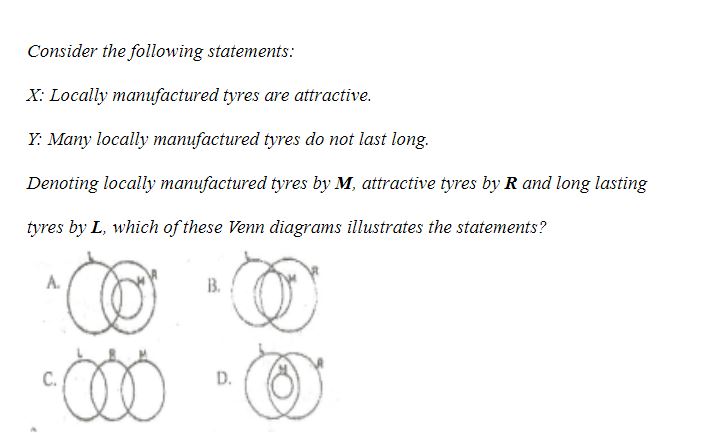 Consider the following statements:
X: Locally manufactured tyres are attractive.
Y: Many locally manufactured tyres do not last long.
Denoting locally manufactured tyres by M, attractive tyres by R and long lasting
tyres by L, which of these Venn diagrams illustrates the statements?
A. L M R
B. L M R
C. L R M
D. L M R